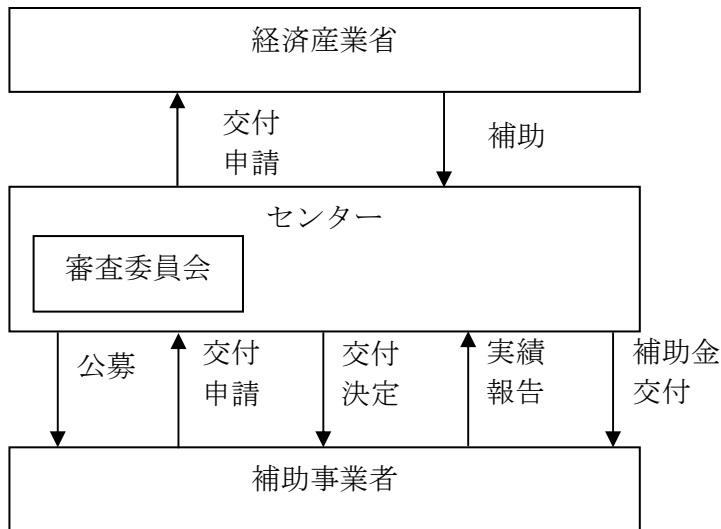 経済産業省
交付
申請
補助
センター
審査委員会
公募
交付
申請
交付
決定
実績
報告
補助金
交付
補助事業者